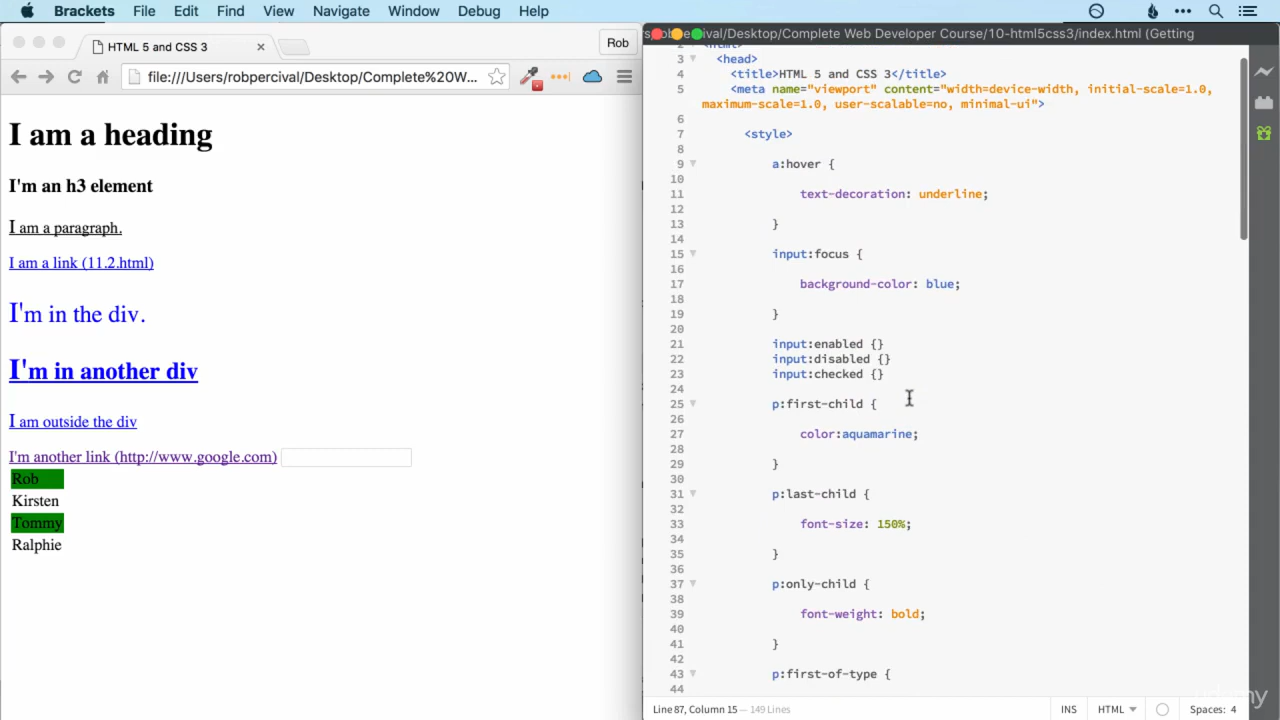 Brackets File Edit Find View Navigate Window Debug Help
HTML 5 and CSS 3
Rob
file:///Users/robpercival/Desktop/Complete%20W...
I am a heading
I'm an h3 element
I am a paragraph.
I am a link (11.2.html)
I'm in the div.
I'm in another div
I am outside the div
I'm another link (http://www.google.com)
Rob
Kirsten
Tommy
Ralphie
/Desktop/Complete Web Developer Course/10-html5css3/index.html (Getting
2 <html>
3 <head>
4 <title>HTML 5 and CSS 3</title>
5 <meta name="viewport" content="width=device-width, initial-scale=1.0,
maximum-scale=1.0, user-scalable=no, minimal-ui">
6
7 <style>
8
9 a:hover {
10
11 text-decoration: underline;
12
13 }
14
15 input:focus {
16
17 background-color: blue;
18
19 }
20
21 input:enabled {}
22 input:disabled {}
23 input:checked {}
24
25 p:first-child {
26
27 color:aquamarine;
28
29 }
30
31 p:last-child {
32
33 font-size: 150%;
34
35 }
36
37 p:only-child {
38
39 font-weight: bold;
40
41 }
42
43 p:first-of-type {
44
Line 87, Column 15 — 149 Lines
INS HTML Spaces: 4
udemy